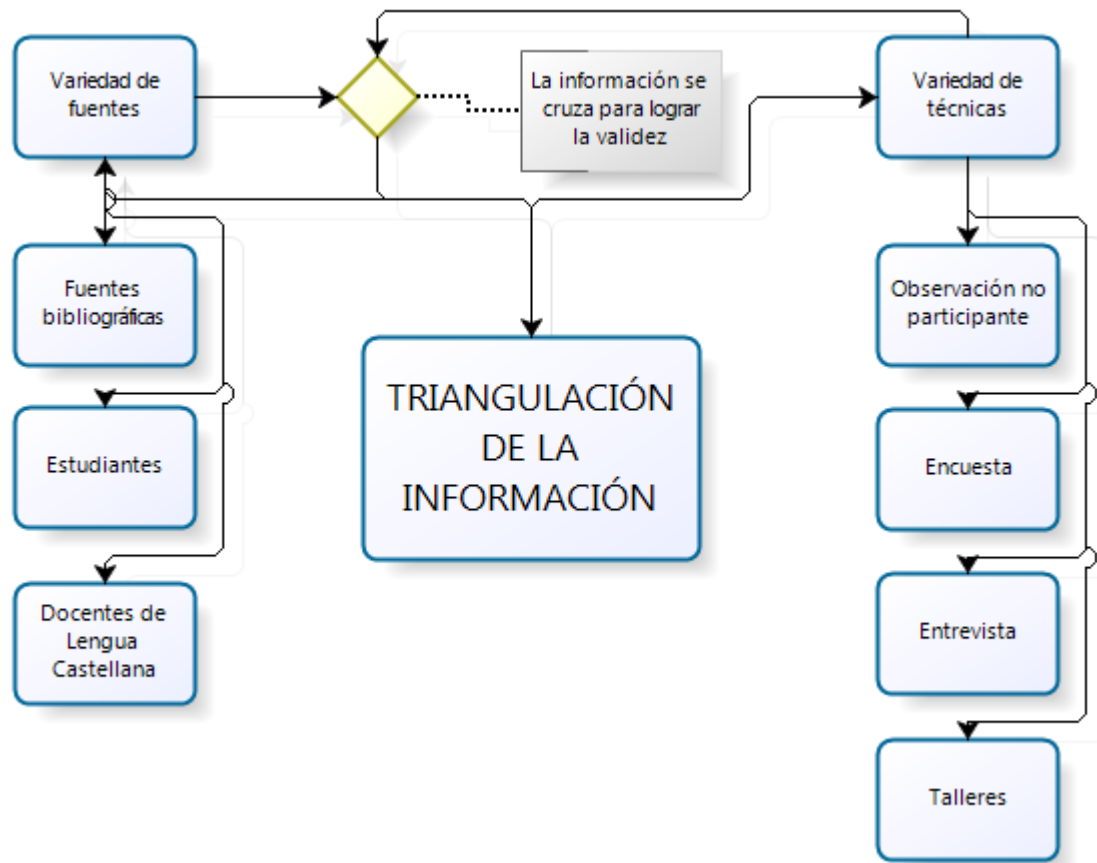 Variedad de
fuentes
La información se
cruza para lograr
la validez
Variedad de
técnicas
Fuentes
bibliográficas
Observación no
participante
TRIANGULACIÓN
DE LA
INFORMACIÓN
Estudiantes
Encuesta
Docentes de
Lengua
Castellana
Entrevista
Talleres